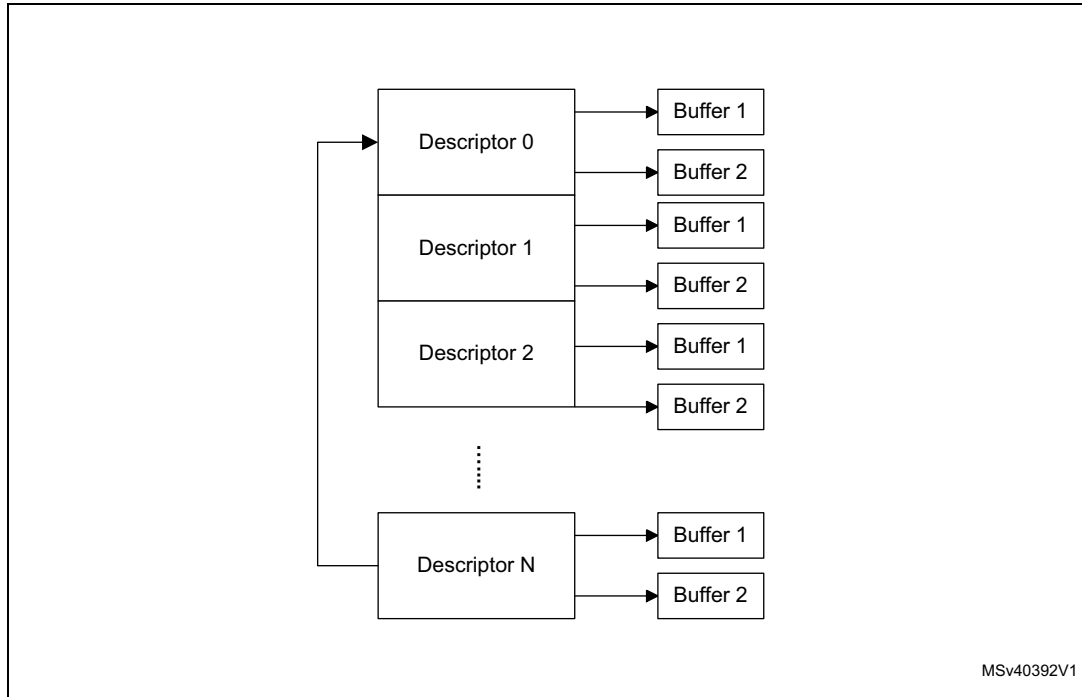 Descriptor 0
Buffer 1
Buffer 2
Descriptor 1
Buffer 1
Buffer 2
Descriptor 2
Buffer 1
Buffer 2
Descriptor N
Buffer 1
Buffer 2
MSv40392V1